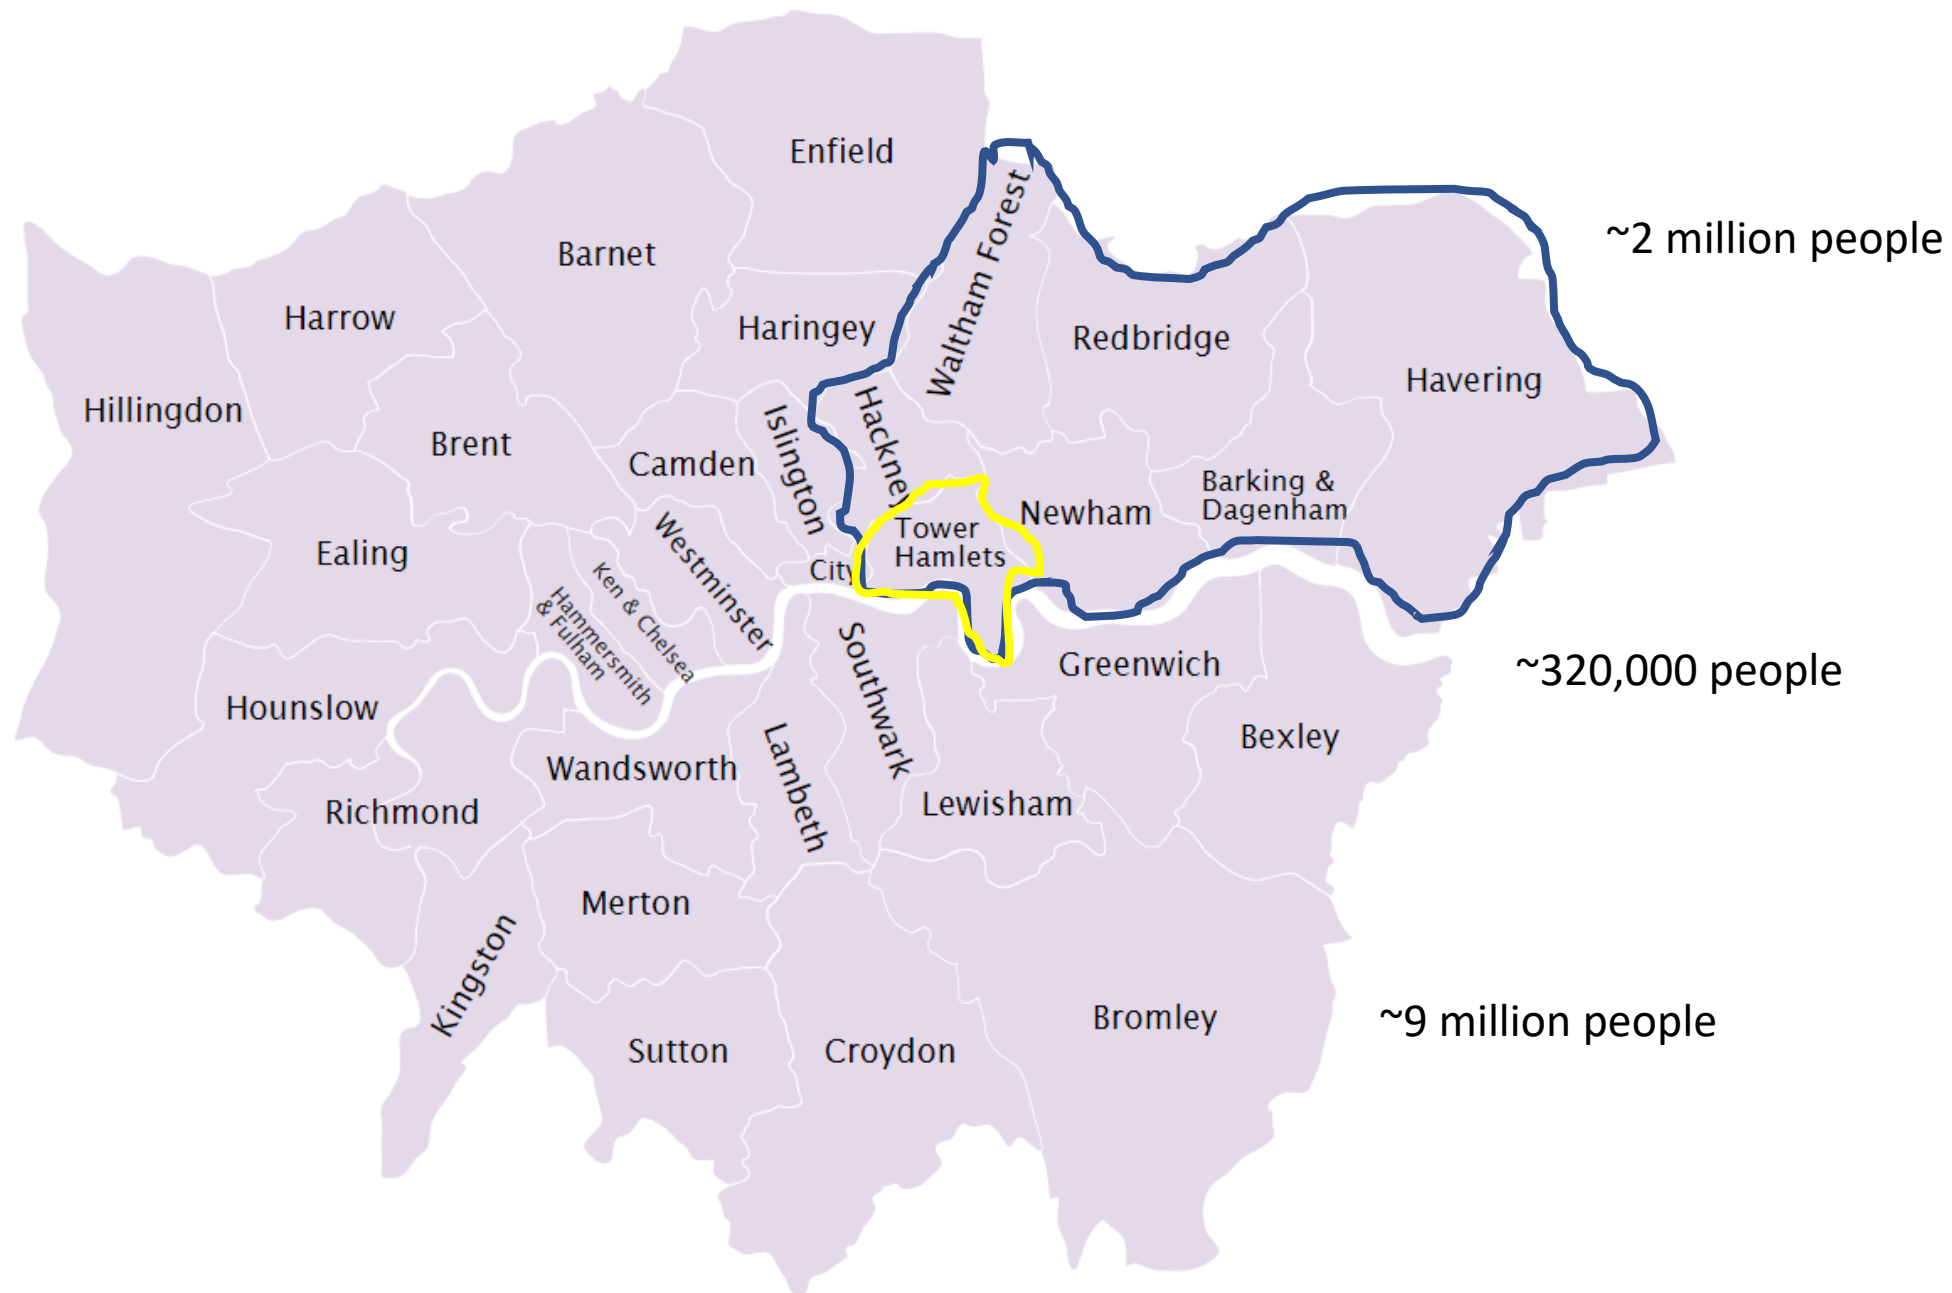 Enfield
Barnet
Harrow
Haringey
Waltham Forest
Redbridge
Havering
~2 million people
Hillingdon
Brent
Camden
Islington
Hackney
Newham
Barking &
Dagenham
Ealing
Westminster
City
Tower
Hamlets
Ken & Chelsea
Hammersmith
& Fulham
Southwark
Greenwich
~320,000 people
Hounslow
Bexley
Wandsworth
Lambeth
Richmond
Lewisham
Merton
Kingston
Bromley
~9 million people
Sutton
Croydon